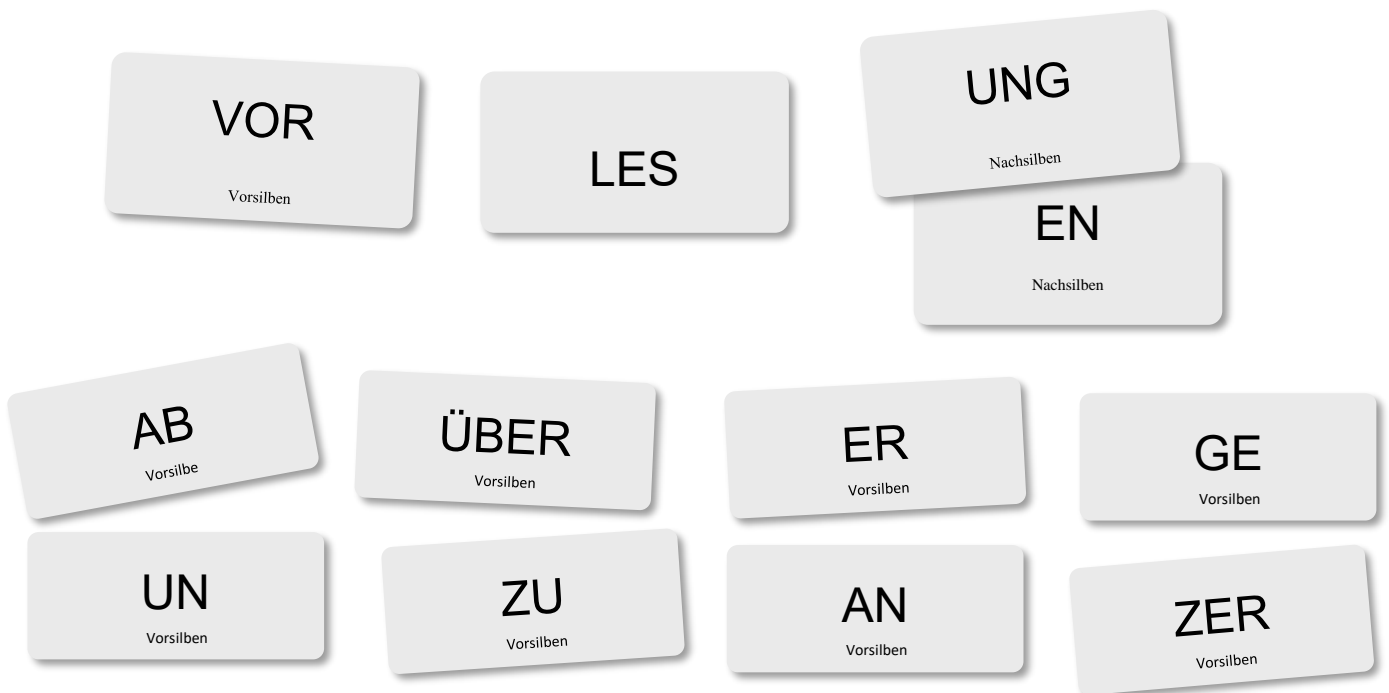 VOR
Vorsilben
LES
UNG
Nachsilben
EN
Nachsilben
AB
Vorsilbe
ÜBER
Vorsilben
ER
Vorsilben
GE
Vorsilben
UN
Vorsilben
ZU
Vorsilben
AN
Vorsilben
ZER
Vorsilben